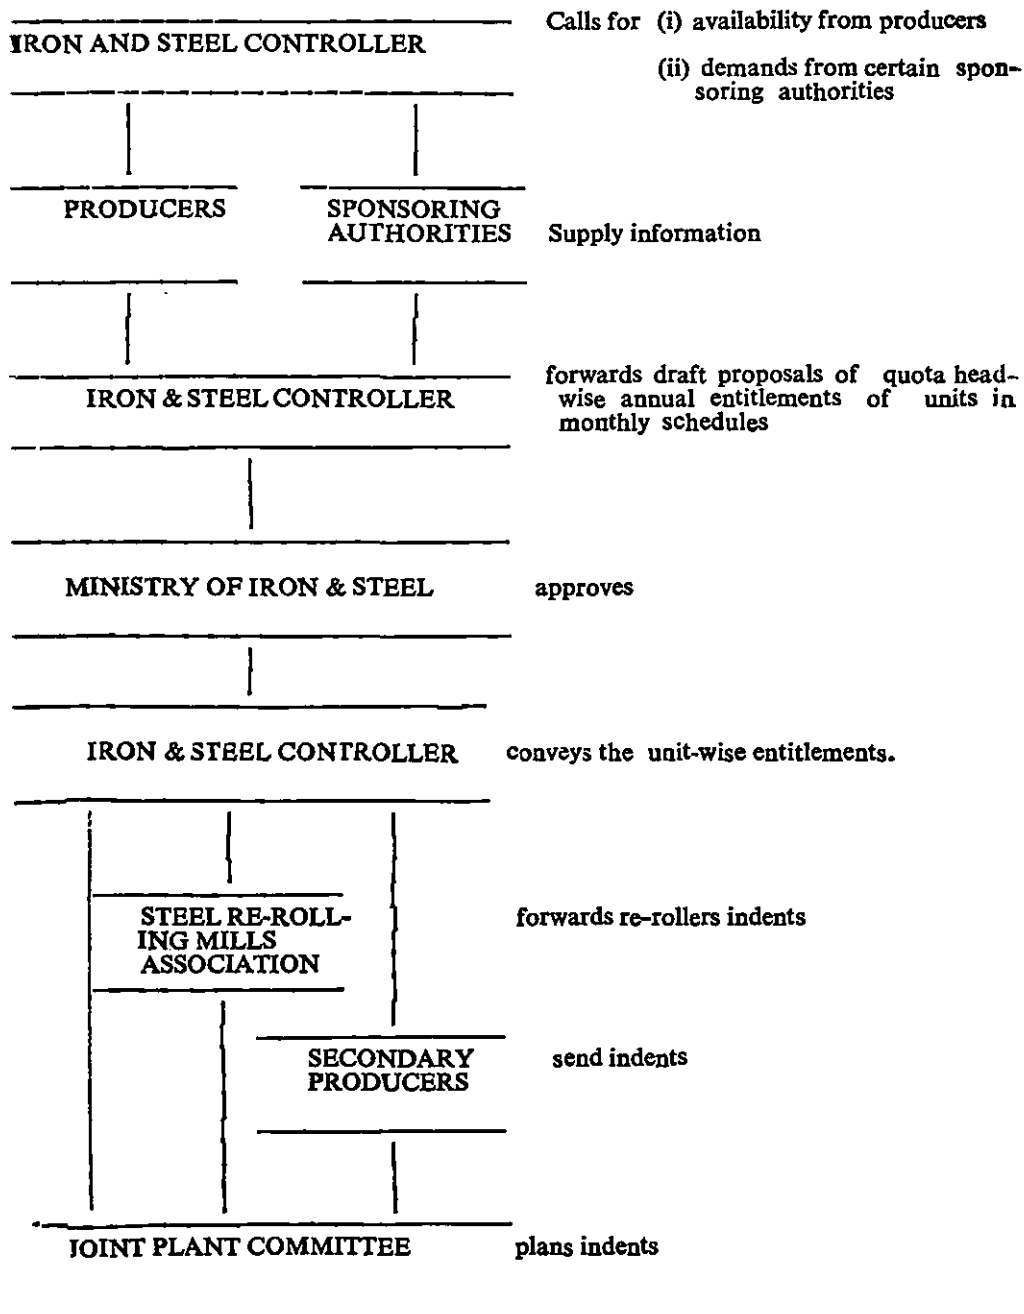 IRON AND STEEL CONTROLLER
Calls for (i) availability from producers
(ii) demands from certain spon-
soring authorities
PRODUCERS
SPONSORING
AUTHORITIES
Supply information
IRON & STEEL CONTROLLER
forwards draft proposals of quota head-
wise annual entitlements of units in
monthly schedules
MINISTRY OF IRON & STEEL
approves
IRON & STEEL CONTROLLER
conveys the unit-wise entitlements.
STEEL RE-ROLL-
ING MILLS
ASSOCIATION
forwards re-rollers indents
SECONDARY
PRODUCERS
send indents
JOINT PLANT COMMITTEE
plans indents